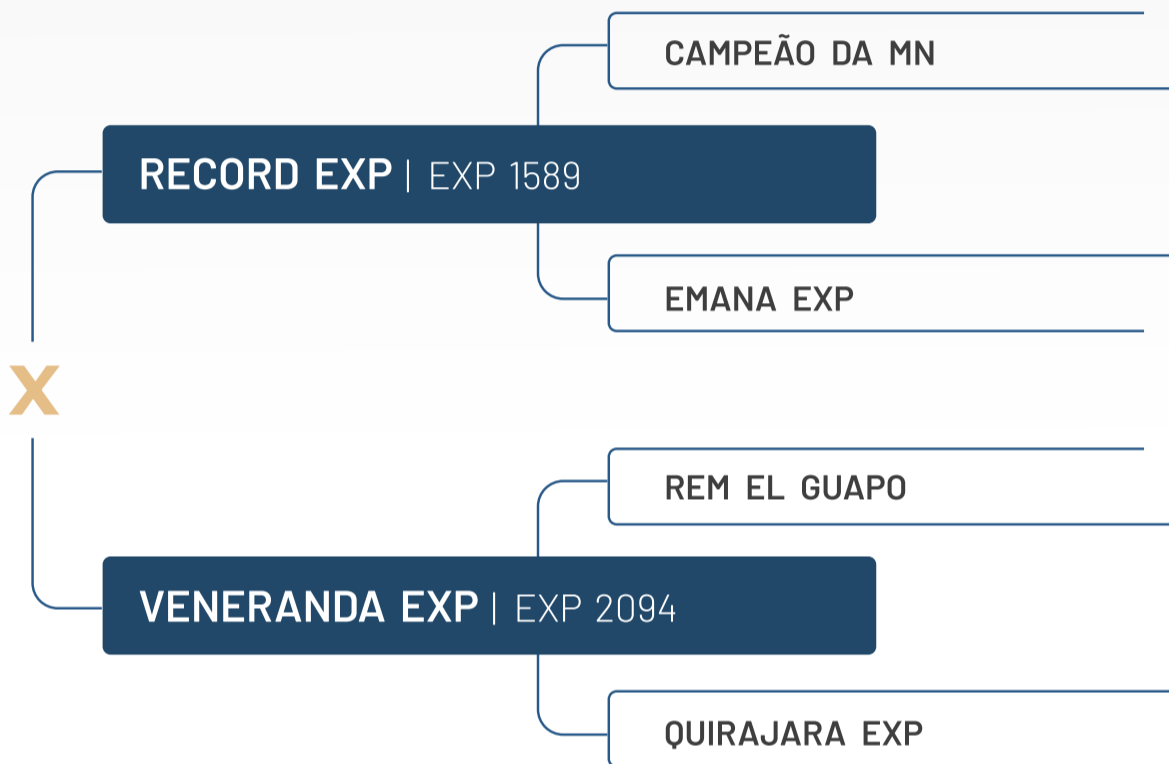 CAMPEÃO DA MN
RECORD EXP | EXP 1589
EMANA EXP
X
REM EL GUAPO
VENERANDA EXP | EXP 2094
QUIRAJARA EXP